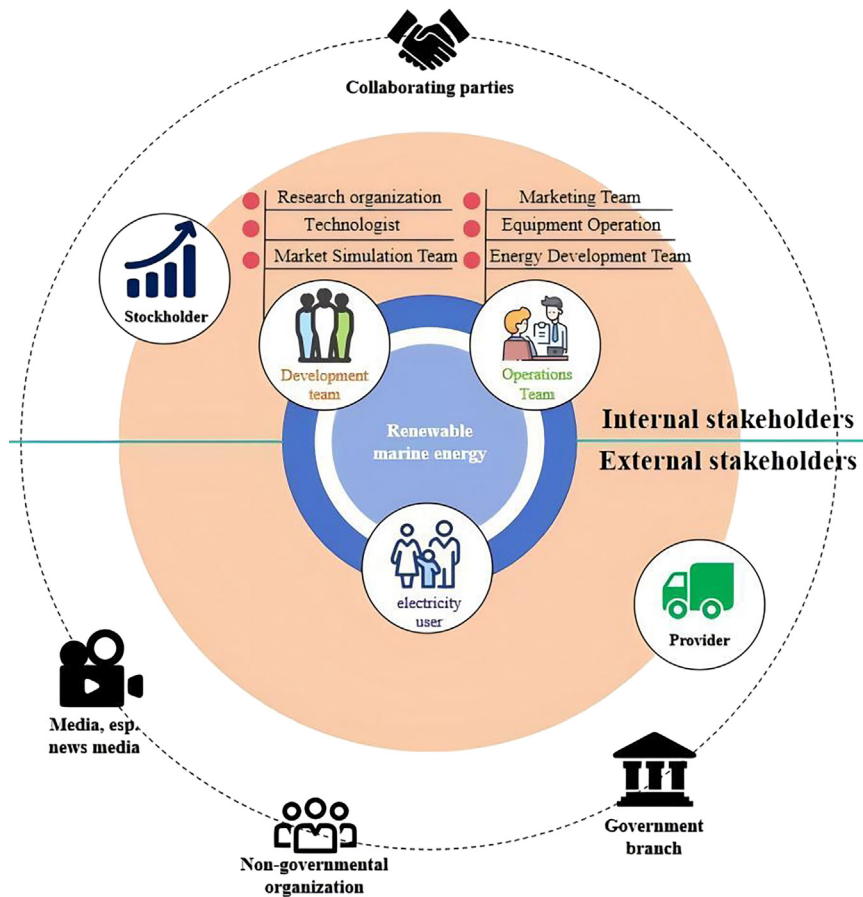 Collaborating parties
Research organization
Technologist
Market Simulation Team
Marketing Team
Equipment Operation
Energy Development Team
Stockholder
Development
team
Operations
Team
Renewable
marine energy
Internal stakeholders
External stakeholders
electricity
user
Provider
Media, esp.
news media
Government
branch
Non-governmental
organization